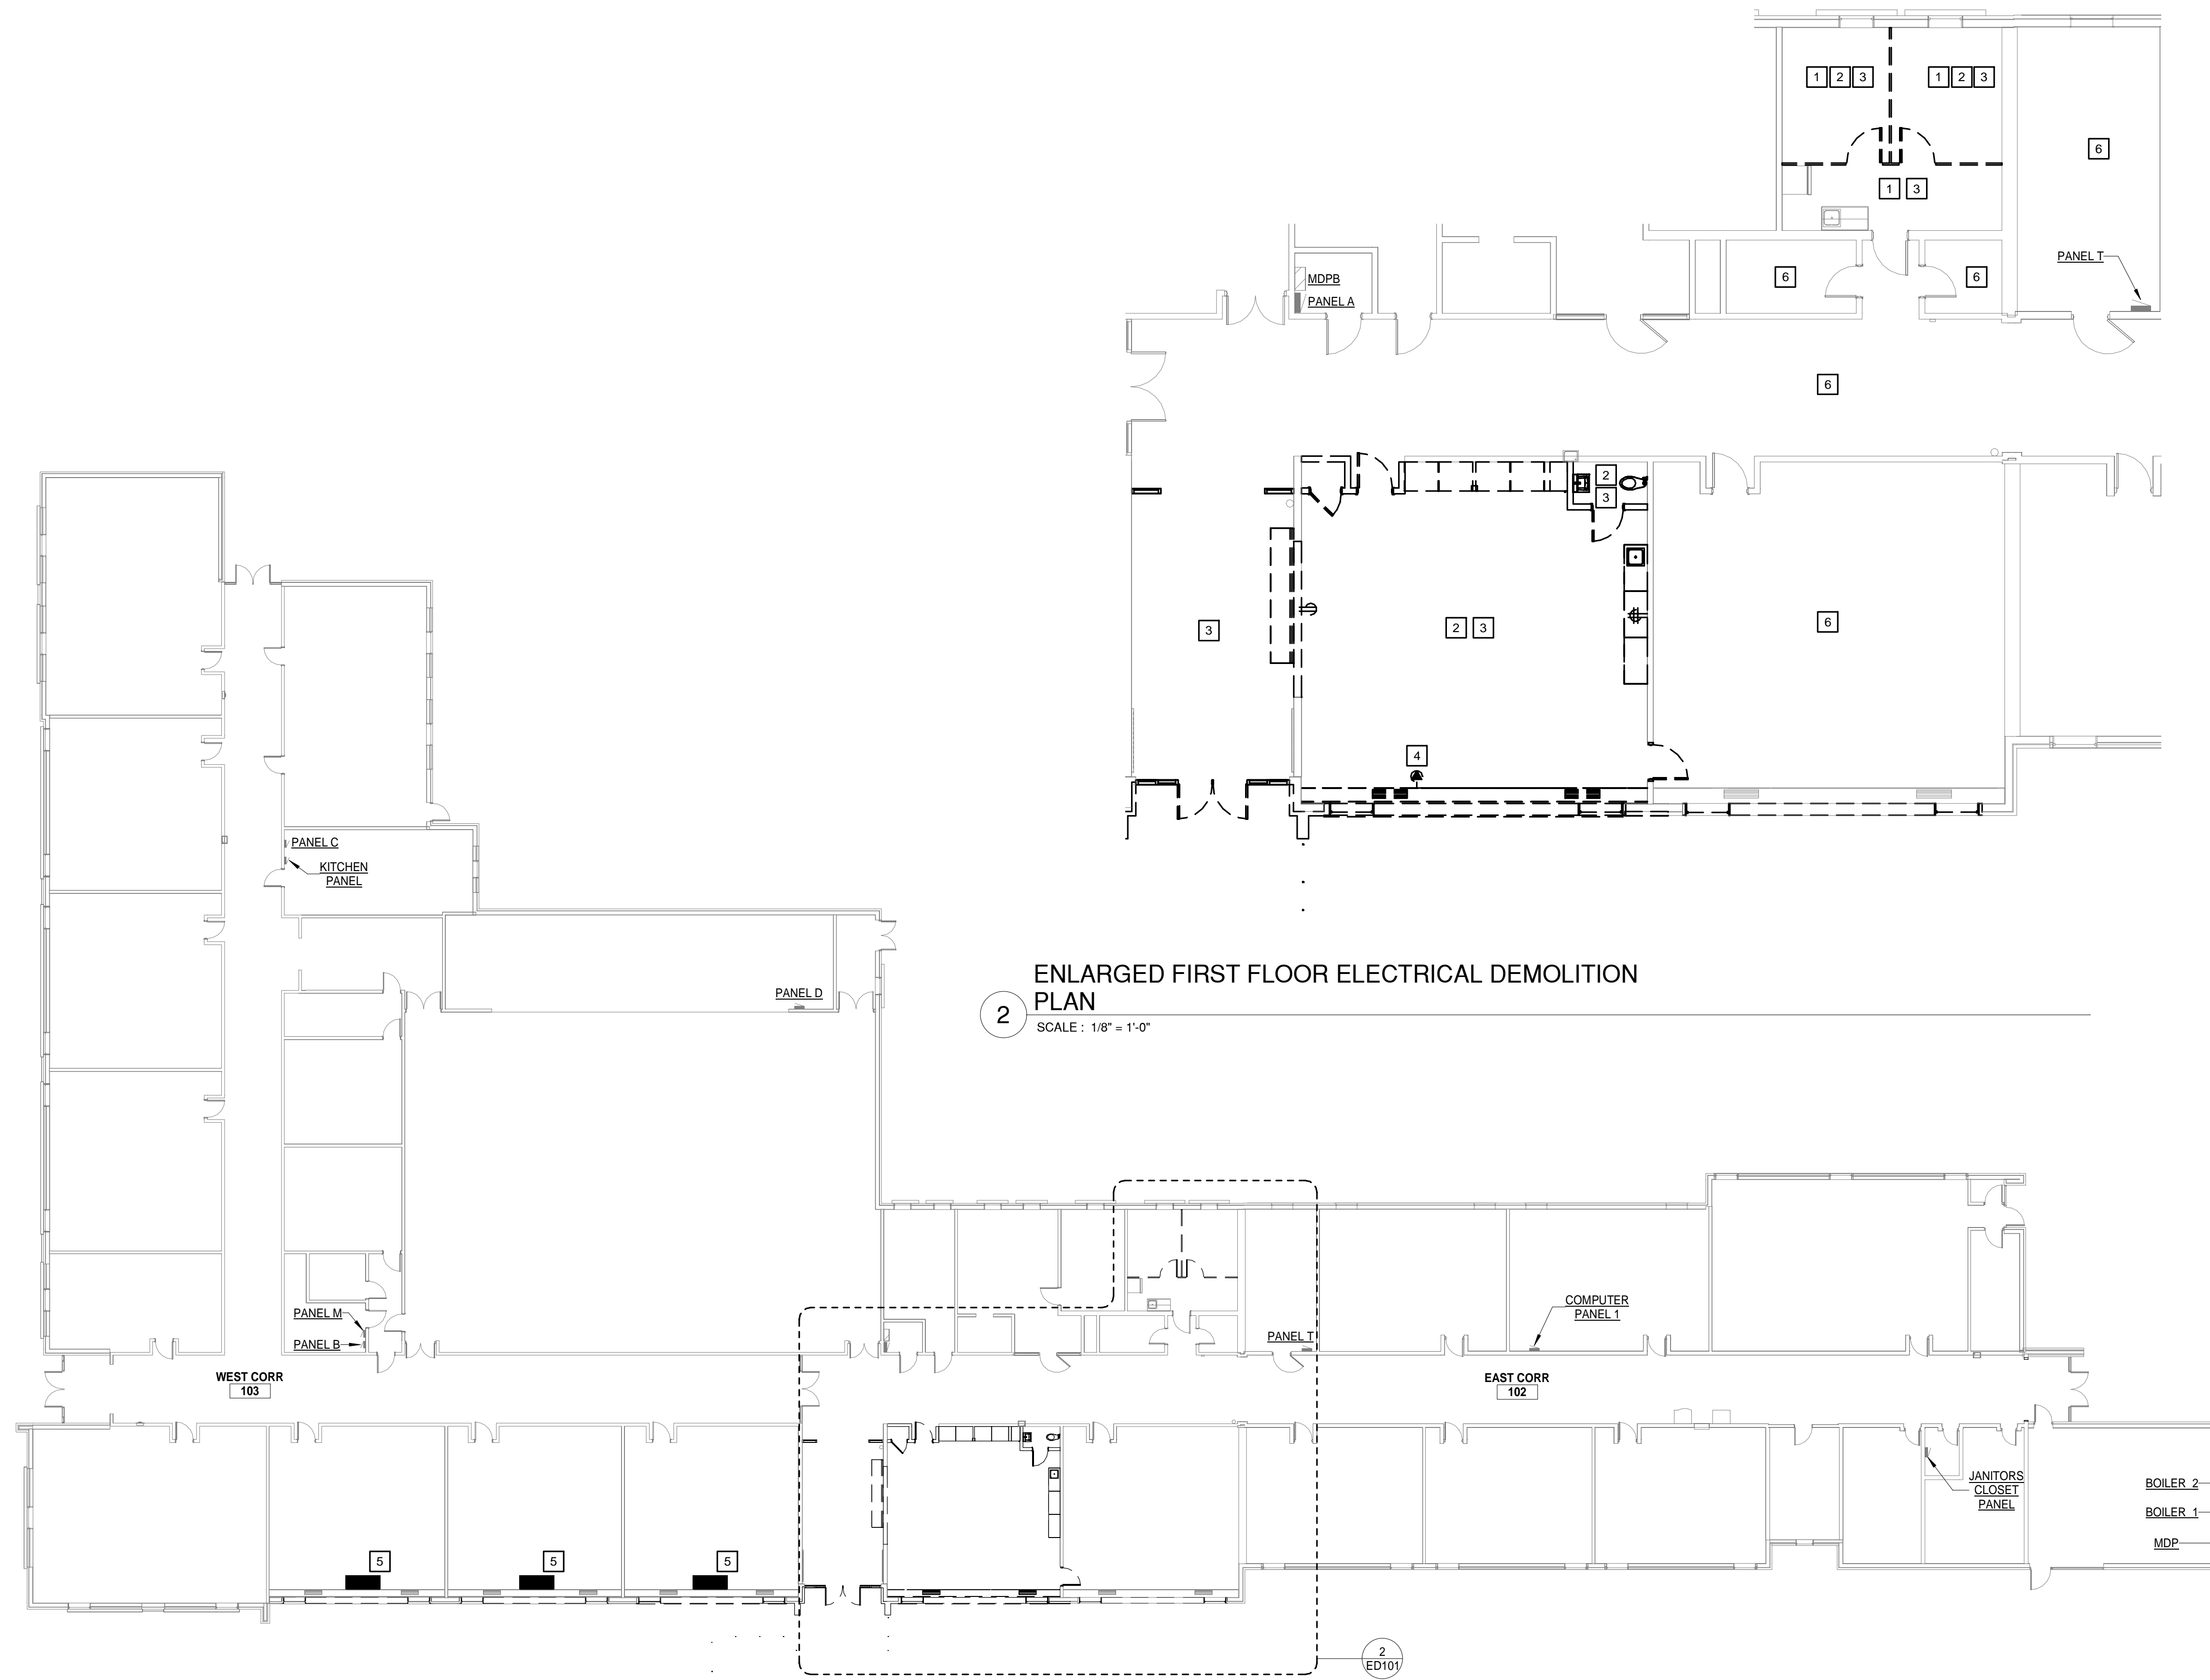 1 2 3
1 2 3
6
1 3
PANEL T
6
6
MDPB
PANEL A
6
2
3
3
2 3
6
4
PANEL C
KITCHEN
PANEL
ENLARGED FIRST FLOOR ELECTRICAL DEMOLITION
PLAN
2
SCALE : 1/8" = 1'-0"
PANEL D
PANEL M
PANEL B
COMPUTER
PANEL 1
PANEL T
WEST CORR
103
EAST CORR
102
JANITORS
CLOSET
PANEL
BOILER 2
BOILER 1
MDP
5
5
5
2
ED101